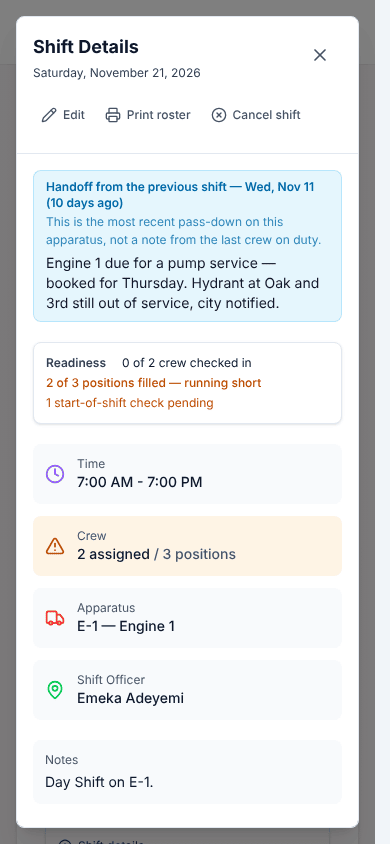 Shift Details
Saturday, November 21, 2026
Edit
Print roster
Cancel shift
Handoff from the previous shift — Wed, Nov 11
(10 days ago)
This is the most recent pass-down on this
apparatus, not a note from the last crew on duty.
Engine 1 due for a pump service —
booked for Thursday. Hydrant at Oak and
3rd still out of service, city notified.
Readiness 0 of 2 crew checked in
2 of 3 positions filled — running short
1 start-of-shift check pending
Time
7:00 AM - 7:00 PM
Crew
2 assigned / 3 positions
Apparatus
E-1 — Engine 1
Shift Officer
Emeka Adeyemi
Notes
Day Shift on E-1.
Shift details